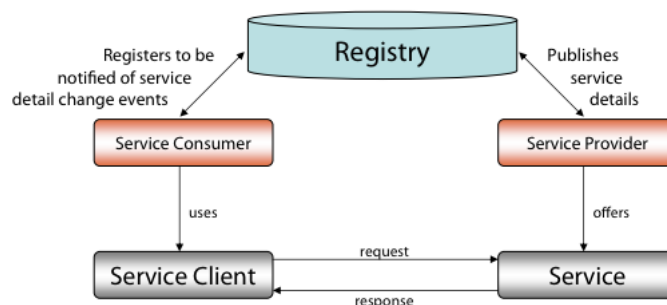 Registry
Registers to be
notified of service
detail change events
Publishes
service
details
Service Consumer
Service Provider
uses
offers
request
Service Client
Service
response